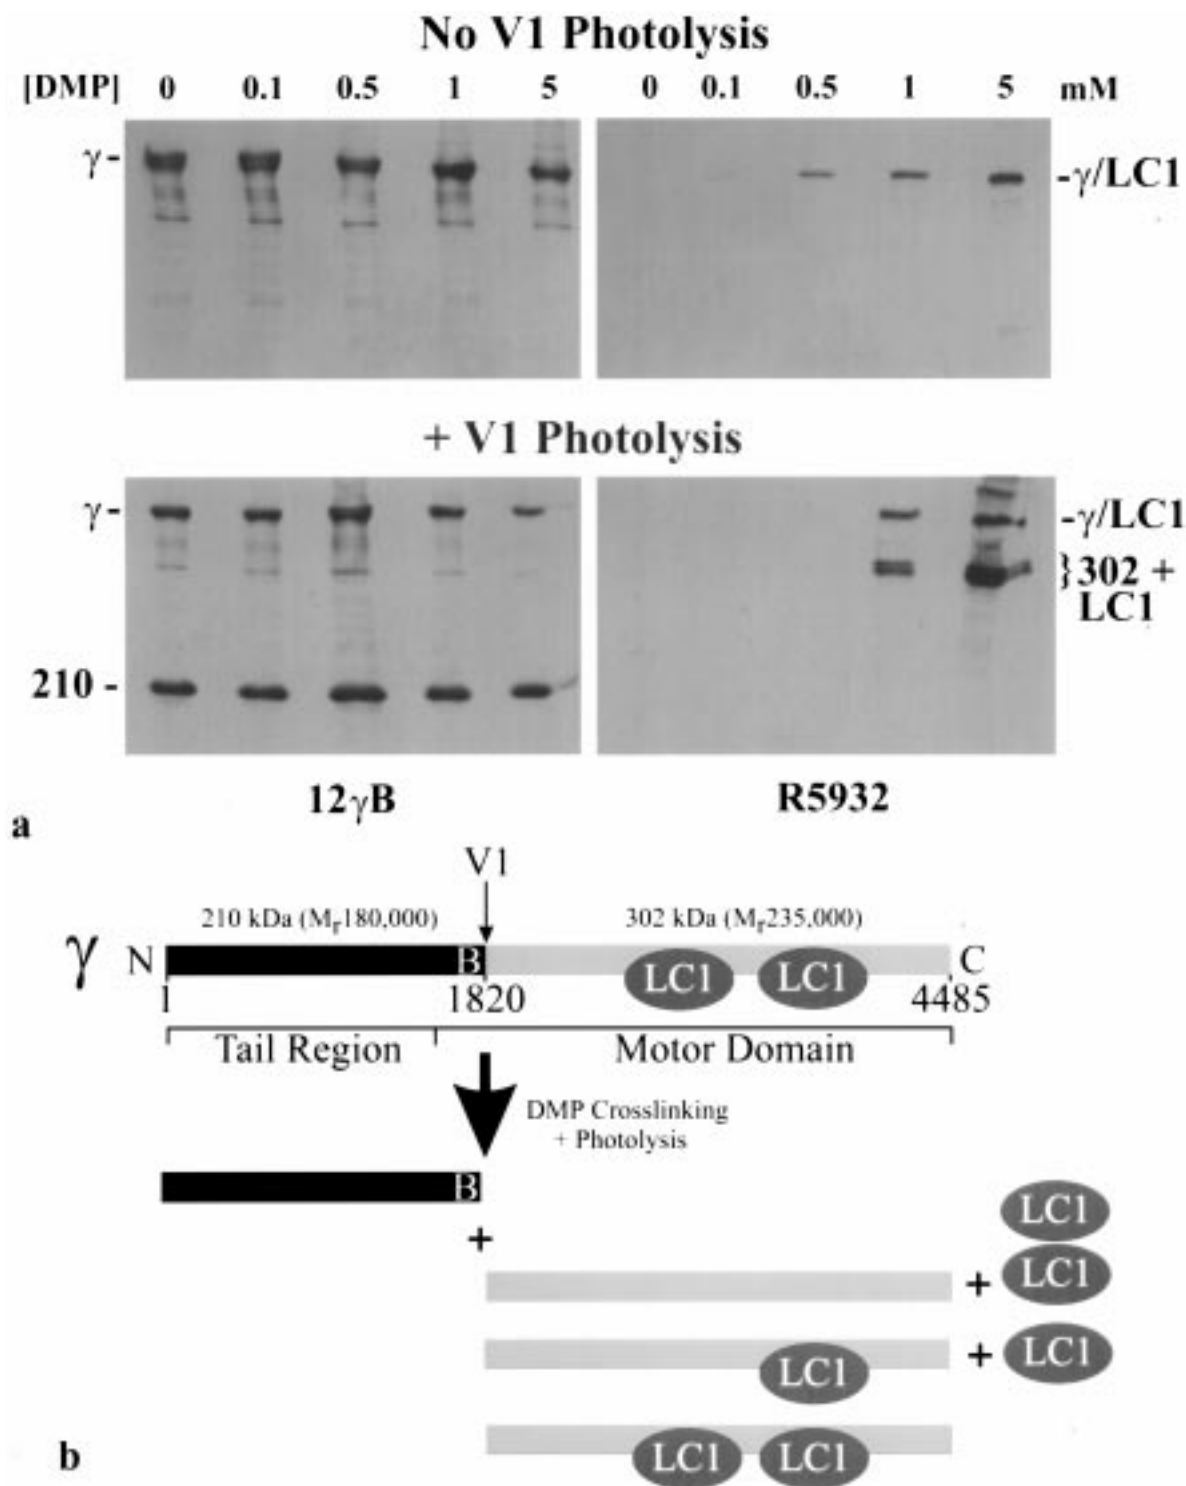 No V1 Photolysis
[DMP] 0 0.1 0.5 1 5 0 0.1 0.5 1 5 mM
γ- -γ/LC1
+ V1 Photolysis
γ- -γ/LC1
}302 +
LC1
210 -
12γB R5932
a
V1
210 kDa (Mr180,000) 302 kDa (Mr235,000)
γ N B LC1 LC1 C
1 1820 4485
Tail Region Motor Domain
DMP Crosslinking
+ Photolysis
B
+
LC1
+ LC1
LC1 + LC1
b LC1 LC1